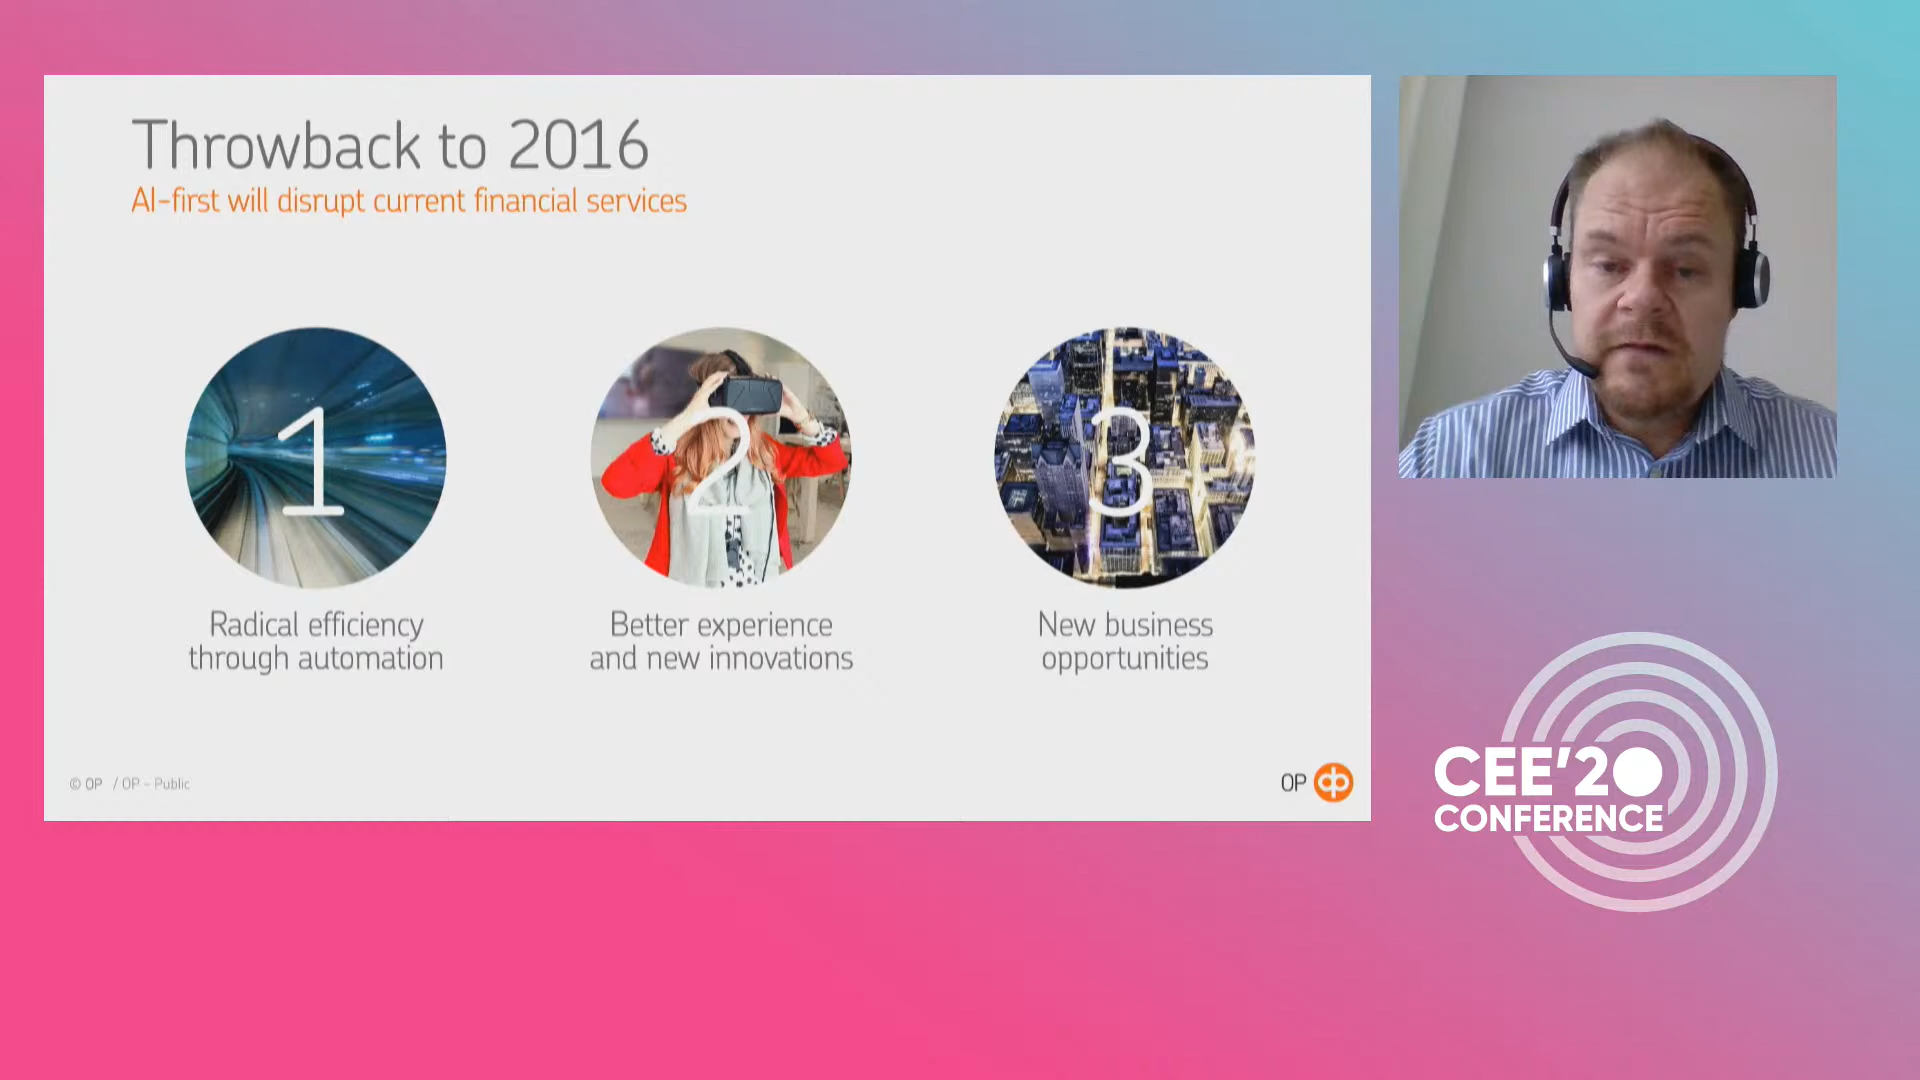 Throwback to 2016
AI-first will disrupt current financial services
1
2
3
Radical efficiency
through automation
Better experience
and new innovations
New business
opportunities
© OP / OP – Public
OP
CEE'20
CONFERENCE